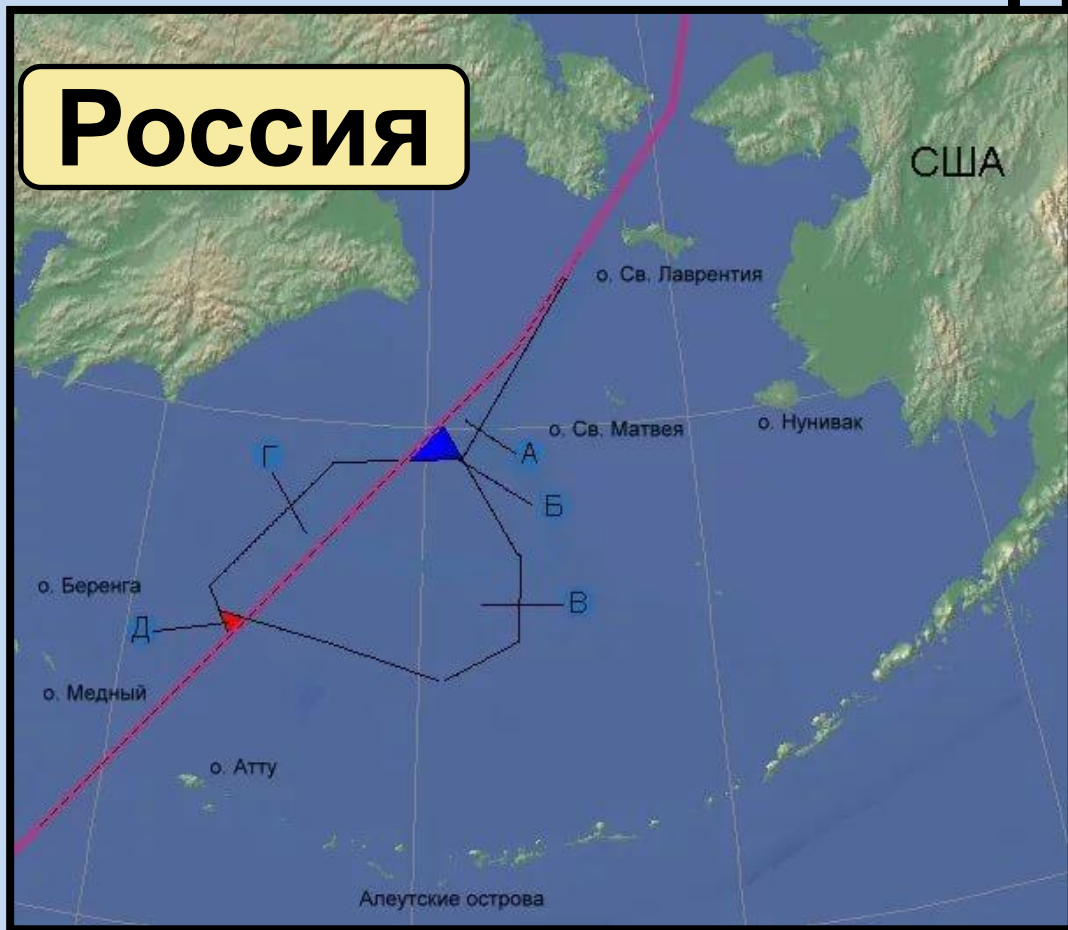 Россия
США
о. Св. Лаврентия
о. Св. Матвея
о. Нунивак
А
Г
Б
о. Беренга
В
Д
о. Медный
о. Атту
Алеутские острова